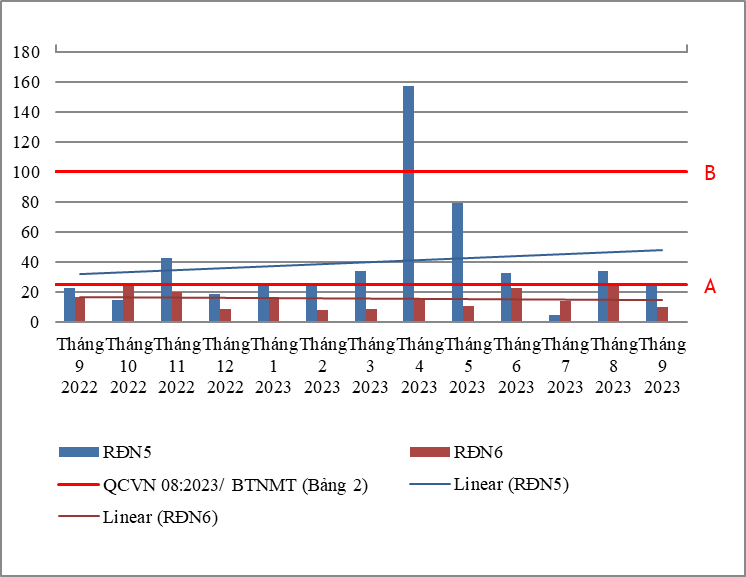 180
160
140
120
100
B
80
60
40
A
20
0
Tháng 9 2022
Tháng 10 2022
Tháng 11 2022
Tháng 12 2022
Tháng 1 2023
Tháng 2 2023
Tháng 3 2023
Tháng 4 2023
Tháng 5 2023
Tháng 6 2023
Tháng 7 2023
Tháng 8 2023
Tháng 9 2023
RĐN5
RĐN6
QCVN 08:2023/ BTNMT (Bảng 2)
Linear (RĐN5)
Linear (RĐN6)